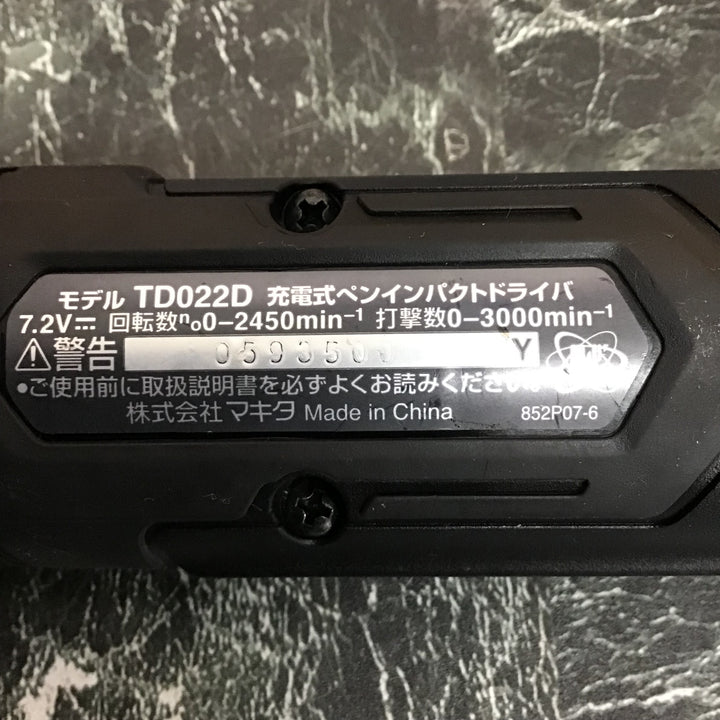 モデル TD022D 充電式ペンインパクトドライバ
7.2V⎓ 回転数n₀0-2450min⁻¹ 打撃数0-3000min⁻¹
⚠警告 Y
●ご使用前に取扱説明書を必ずよくお読みください。
株式会社 マキタ Made in China 852P07-6